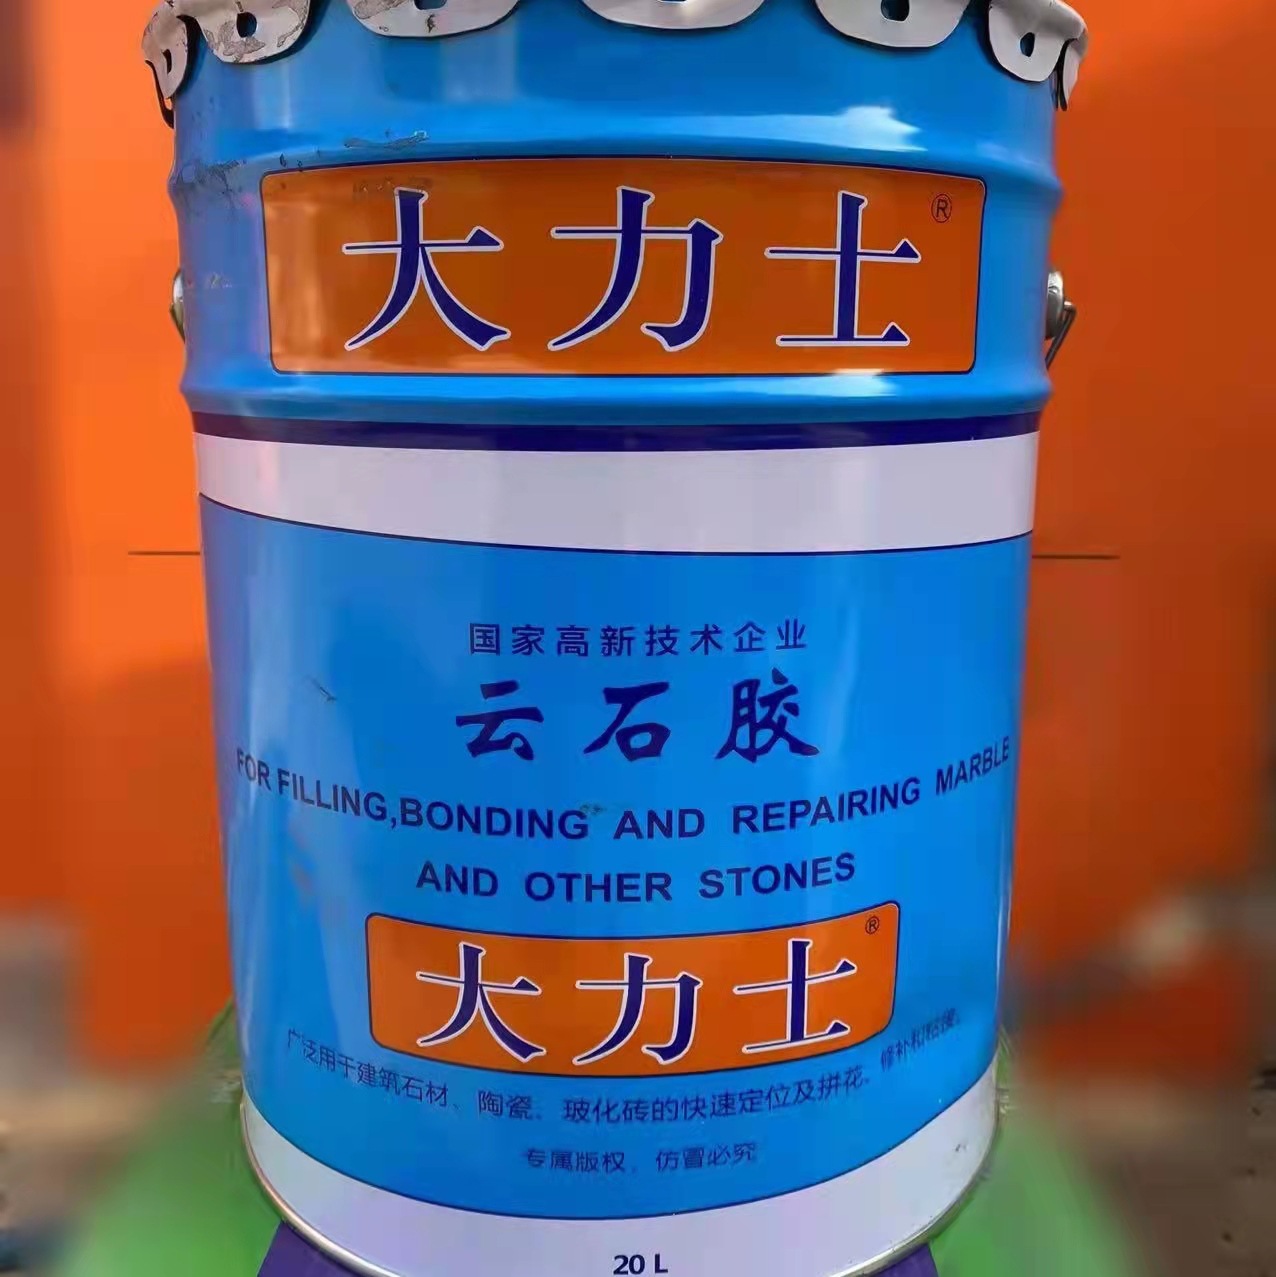 大力士®
国家高新技术企业
云石胶
FOR FILLING,BONDING AND REPAIRING MARBLE
AND OTHER STONES
大力士®
广泛用于建筑石材、陶瓷、玻化砖的快速定位及拼花、修补和粘接。
专属版权，仿冒必究
20 L